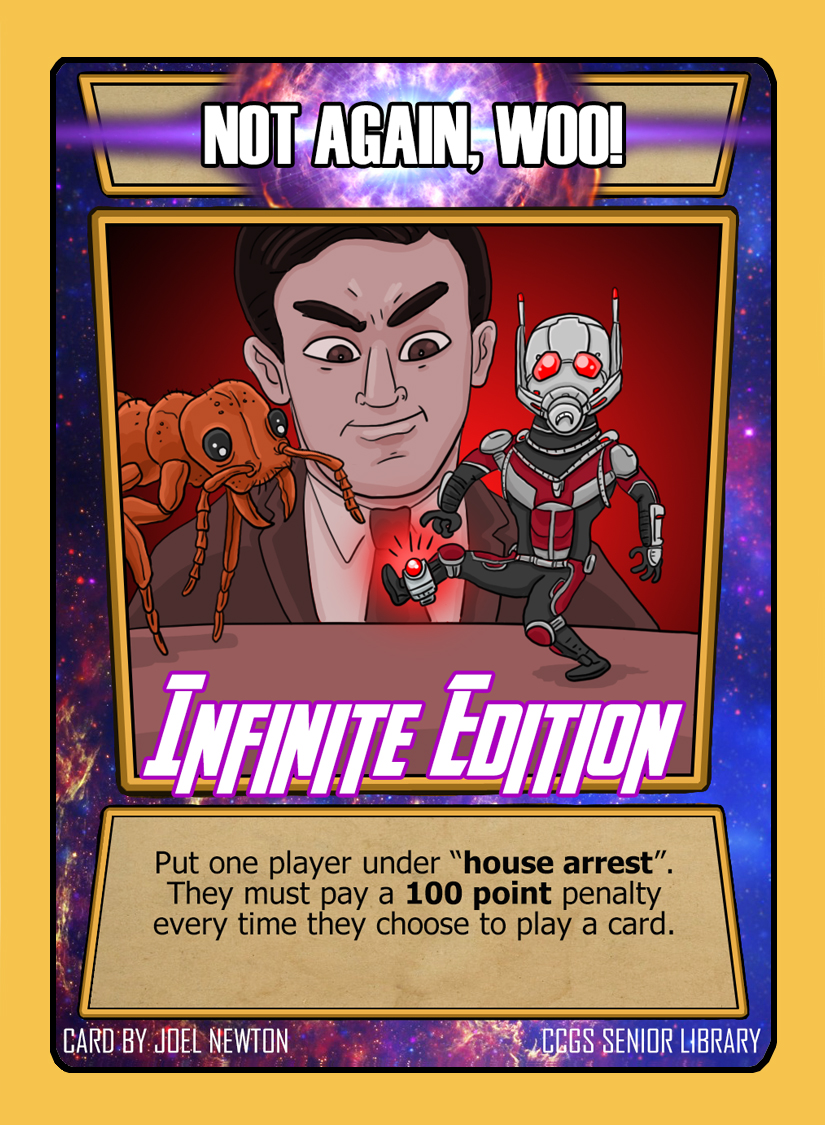 NOT AGAIN, WOO!
INFINITE EDITION
Put one player under “house arrest”.
They must pay a 100 point penalty
every time they choose to play a card.
CARD BY JOEL NEWTON
CCGS SENIOR LIBRARY